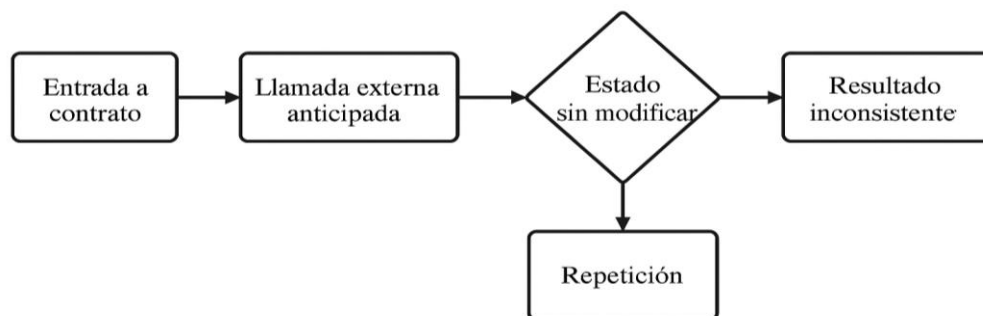 Entrada a
contrato
Llamada externa
anticipada
Estado
sin modificar
Resultado
inconsistente
Repetición